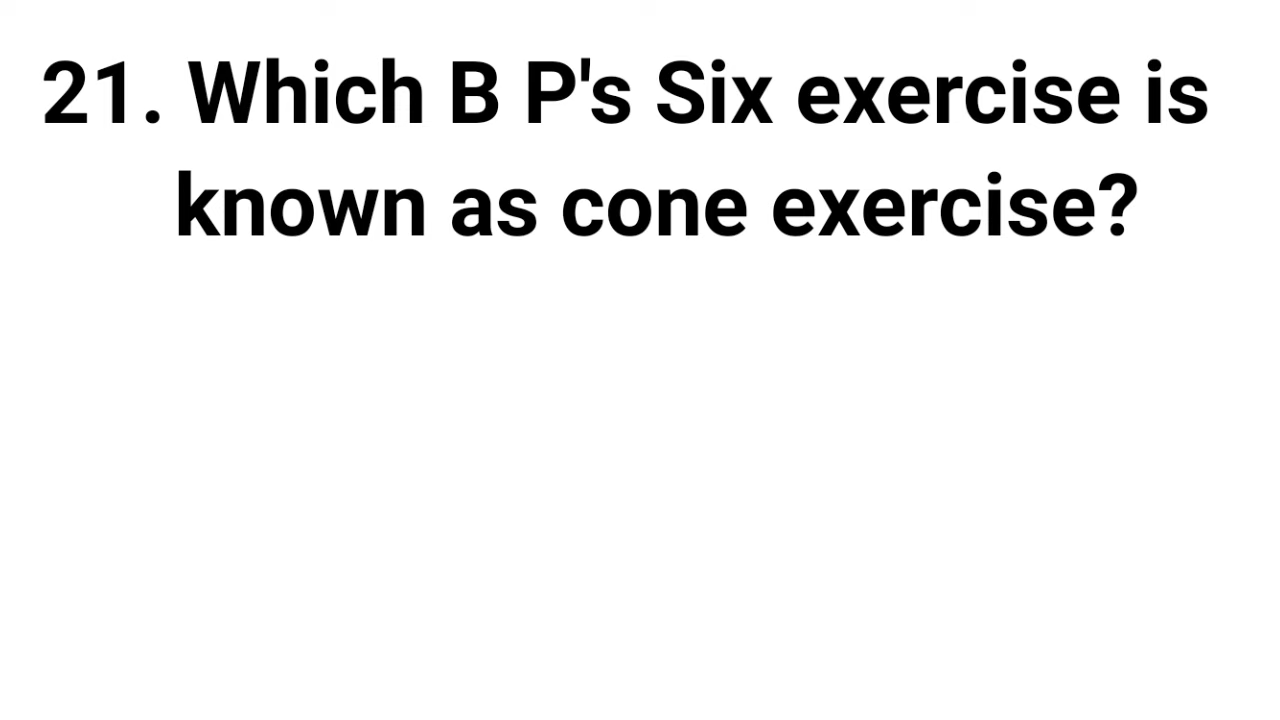 21. Which B P's Six exercise is
known as cone exercise?